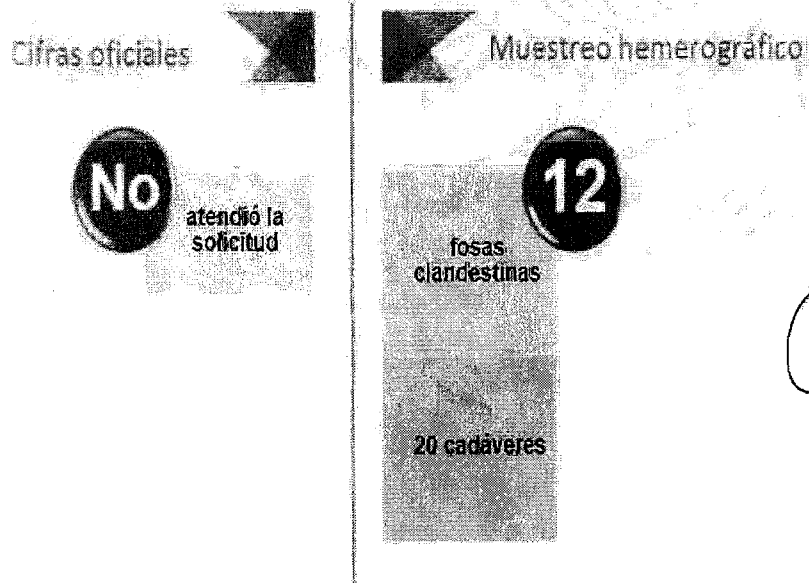 Cifras oficiales
No
atendió la
solicitud
Muestreo hemerográfico
12
fosas
clandestinas
20 cadáveres